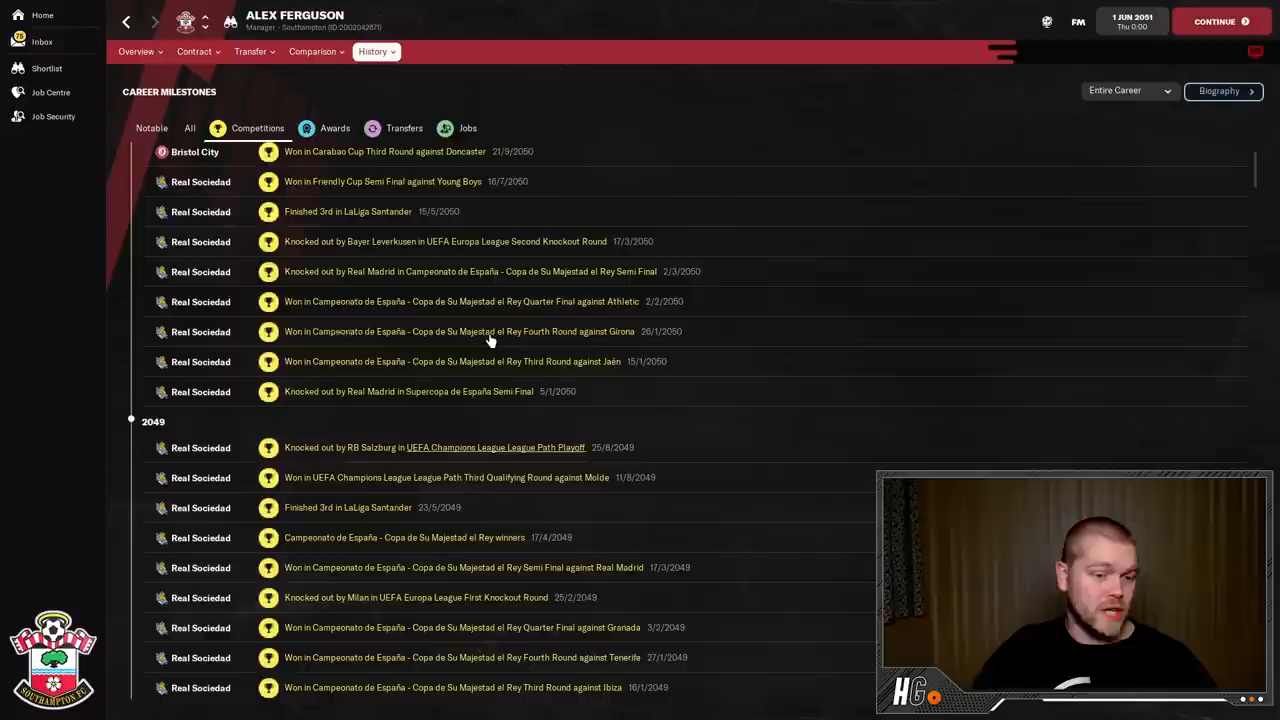 Home
75
Inbox
Shortlist
Job Centre
Job Security
ALEX FERGUSON
Manager - Southampton (ID:2002042671)
FM
1 JUN 2051
Thu 0:00
CONTINUE
Overview
Contract
Transfer
Comparison
History
CAREER MILESTONES
Entire Career
Biography
Notable
All
Competitions
Awards
Transfers
Jobs
Bristol City Won in Carabao Cup Third Round against Doncaster 21/9/2050
Real Sociedad Won in Friendly Cup Semi Final against Young Boys 16/7/2050
Real Sociedad Finished 3rd in LaLiga Santander 15/5/2050
Real Sociedad Knocked out by Bayer Leverkusen in UEFA Europa League Second Knockout Round 17/3/2050
Real Sociedad Knocked out by Real Madrid in Campeonato de España - Copa de Su Majestad el Rey Semi Final 2/3/2050
Real Sociedad Won in Campeonato de España - Copa de Su Majestad el Rey Quarter Final against Athletic 2/2/2050
Real Sociedad Won in Campeonato de España - Copa de Su Majestad el Rey Fourth Round against Girona 26/1/2050
Real Sociedad Won in Campeonato de España - Copa de Su Majestad el Rey Third Round against Jaén 15/1/2050
Real Sociedad Knocked out by Real Madrid in Supercopa de España Semi Final 5/1/2050
2049
Real Sociedad Knocked out by RB Salzburg in UEFA Champions League League Path Playoff 25/8/2049
Real Sociedad Won in UEFA Champions League League Path Third Qualifying Round against Molde 11/8/2049
Real Sociedad Finished 3rd in LaLiga Santander 23/5/2049
Real Sociedad Campeonato de España - Copa de Su Majestad el Rey winners 17/4/2049
Real Sociedad Won in Campeonato de España - Copa de Su Majestad el Rey Semi Final against Real Madrid 17/3/2049
Real Sociedad Knocked out by Milan in UEFA Europa League First Knockout Round 25/2/2049
Real Sociedad Won in Campeonato de España - Copa de Su Majestad el Rey Quarter Final against Granada 3/2/2049
Real Sociedad Won in Campeonato de España - Copa de Su Majestad el Rey Fourth Round against Tenerife 27/1/2049
Real Sociedad Won in Campeonato de España - Copa de Su Majestad el Rey Third Round against Ibiza 16/1/2049
SOUTHAMPTON FC
HG